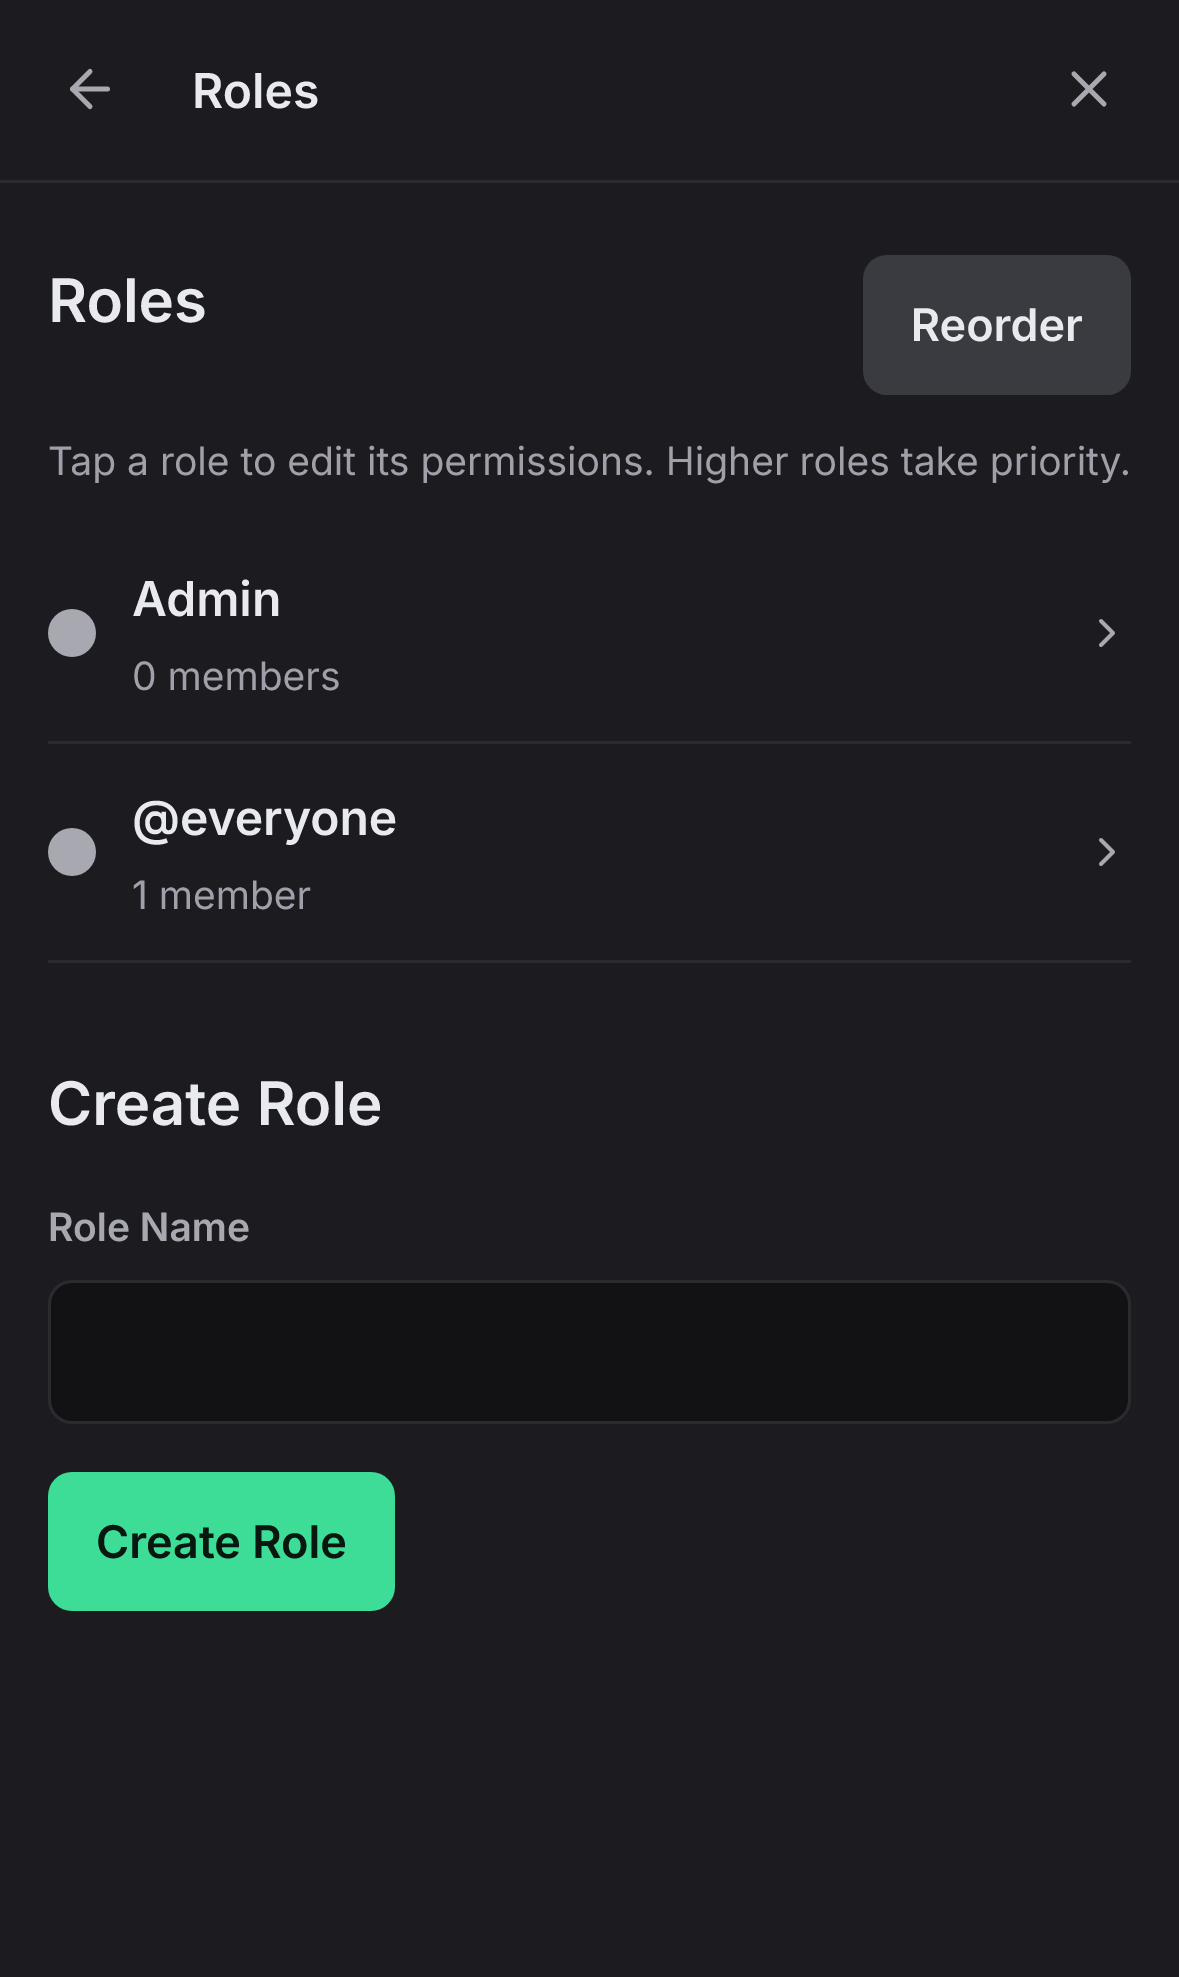 Roles
Roles
Reorder
Tap a role to edit its permissions. Higher roles take priority.
Admin
0 members
@everyone
1 member
Create Role
Role Name
Create Role